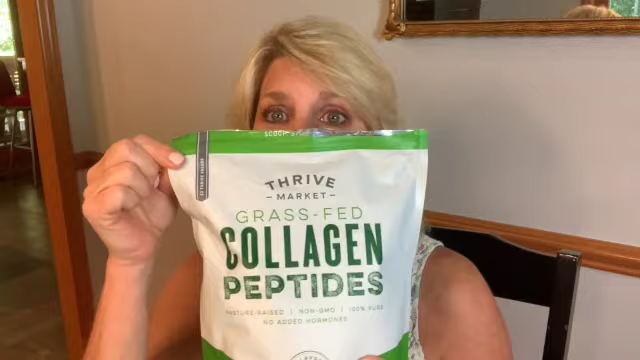 THRIVE
— MARKET —
GRASS-FED
COLLAGEN
PEPTIDES
PASTURE-RAISED | NON-GMO | 100% PURE
NO ADDED HORMONES